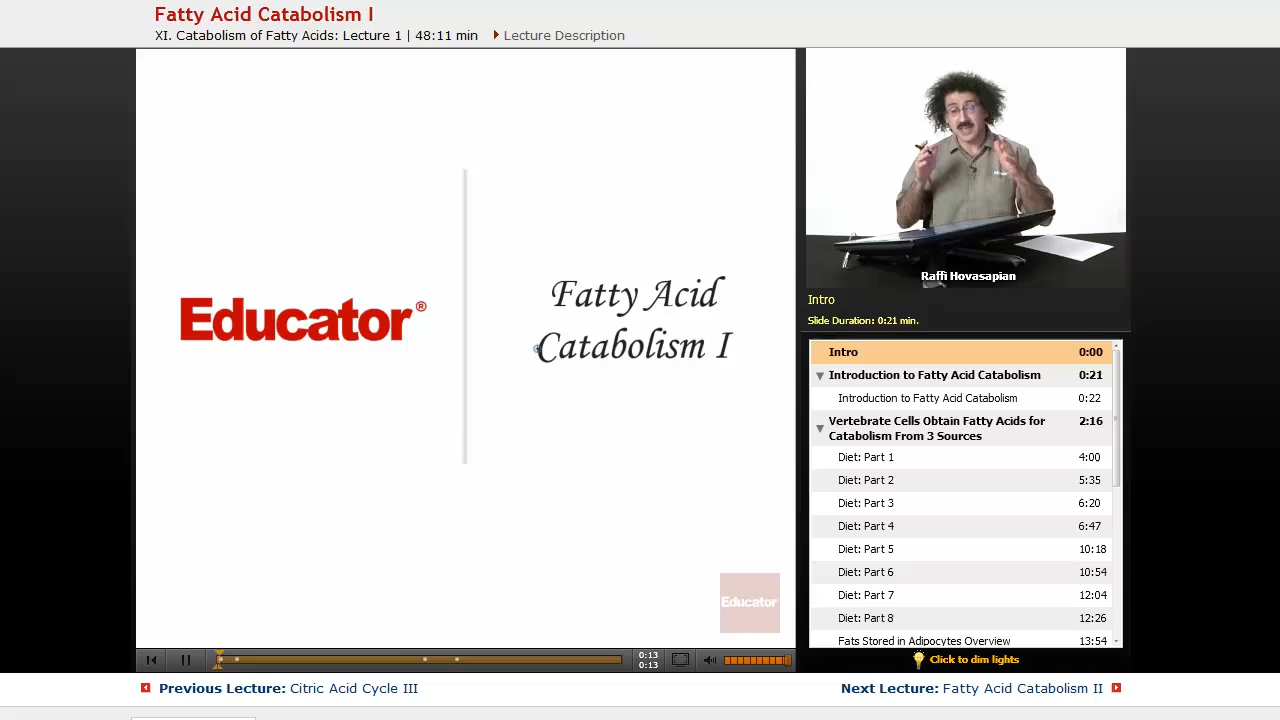 Fatty Acid Catabolism I
XI. Catabolism of Fatty Acids: Lecture 1 | 48:11 min Lecture Description
Educator®
Fatty Acid
Catabolism I
Educator
Raffi Hovasapian
Intro
Slide Duration: 0:21 min.
Intro 0:00
Introduction to Fatty Acid Catabolism 0:21
Introduction to Fatty Acid Catabolism 0:22
Vertebrate Cells Obtain Fatty Acids for 2:16
Catabolism From 3 Sources
Diet: Part 1 4:00
Diet: Part 2 5:35
Diet: Part 3 6:20
Diet: Part 4 6:47
Diet: Part 5 10:18
Diet: Part 6 10:54
Diet: Part 7 12:04
Diet: Part 8 12:26
Fats Stored in Adipocytes Overview 13:54
0:13
0:13
Click to dim lights
Previous Lecture: Citric Acid Cycle III
Next Lecture: Fatty Acid Catabolism II